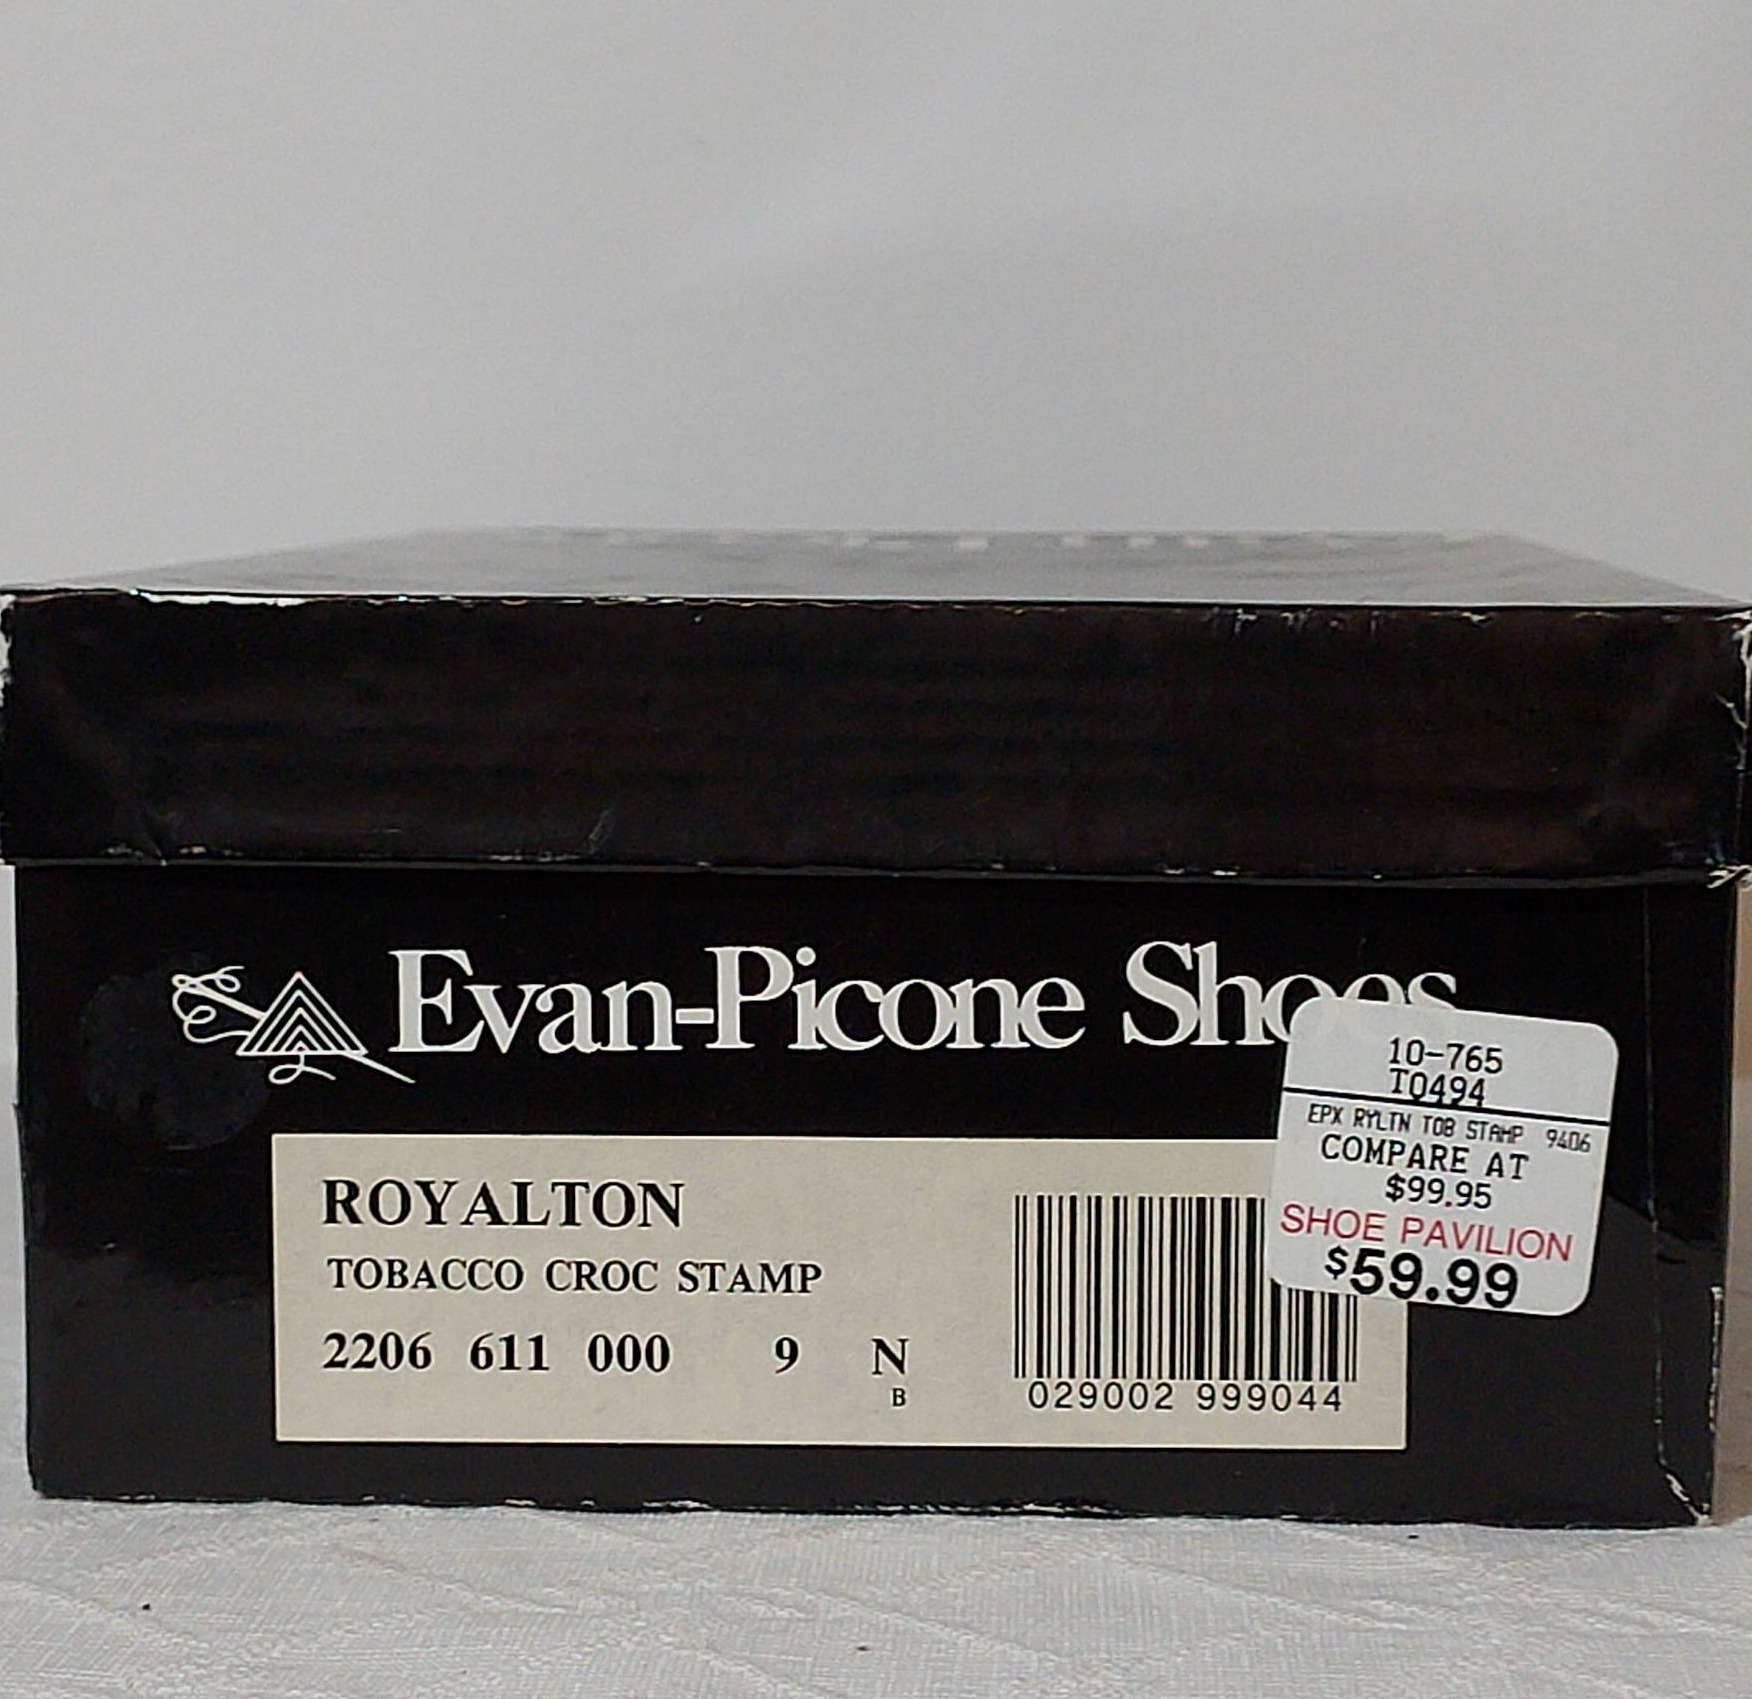 Evan-Picone Shoes
10-765
TQ494
EPX RYLTN TOB STAMP 9406
COMPARE AT
$99.95
SHOE PAVILION
$59.99
ROYALTON
TOBACCO CROC STAMP
2206 611 000 9 N
B
029002 999044